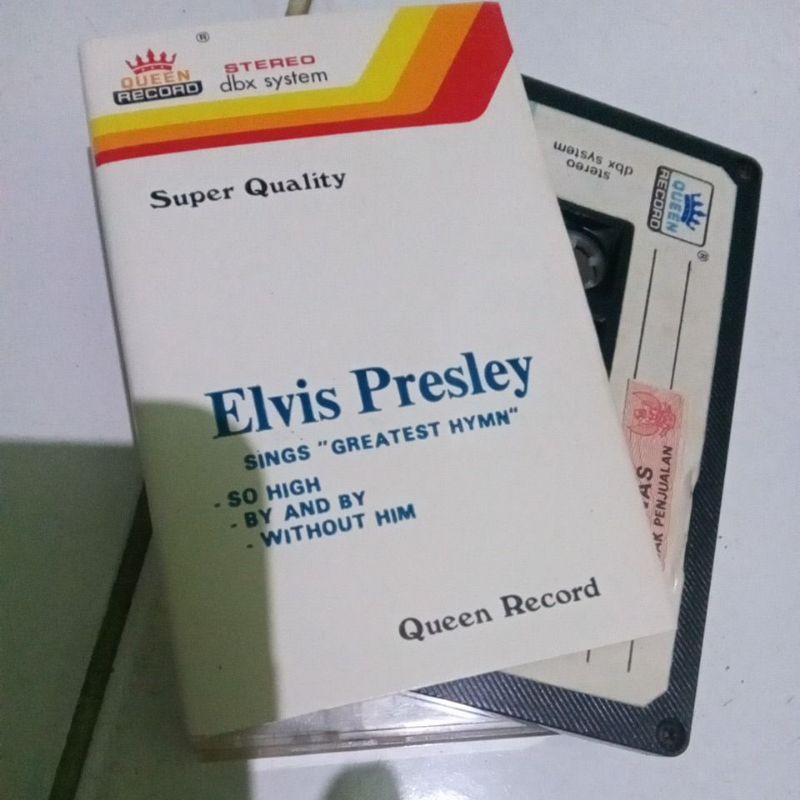 ®
QUEEN
RECORD
STEREO
dbx system
Super Quality
Elvis Presley
SINGS "GREATEST HYMN"
- SO HIGH
- BY AND BY
- WITHOUT HIM
Queen Record
stereo
dbx system
QUEEN
RECORD
®
AK PENJUALAN